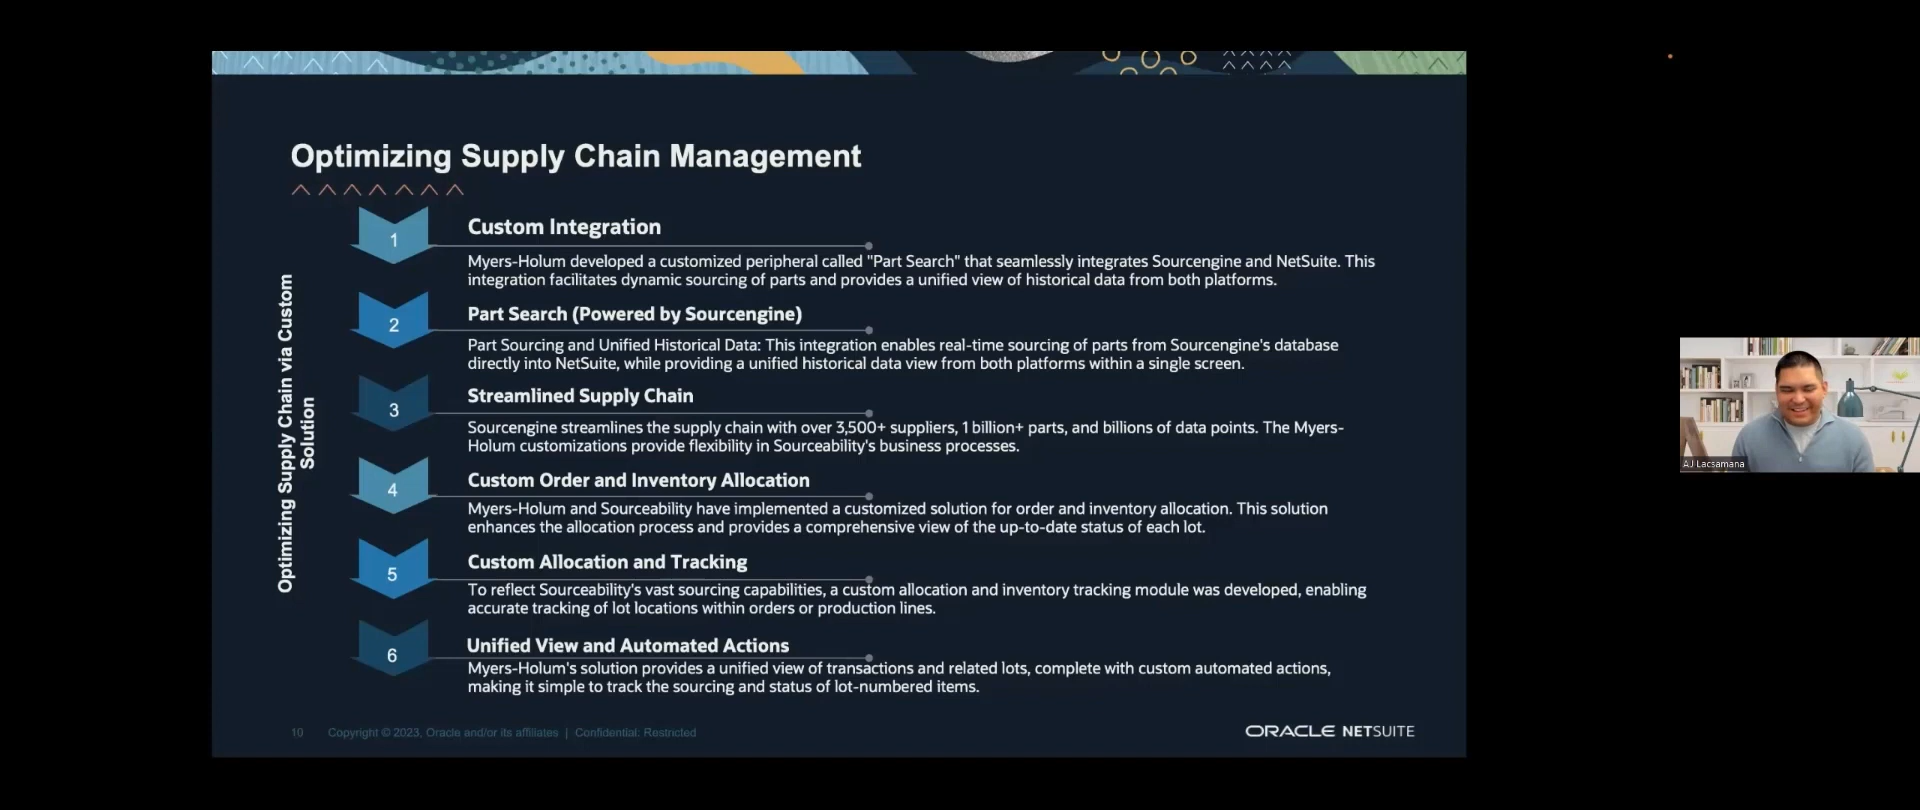 Optimizing Supply Chain Management
Optimizing Supply Chain via Custom
Solution
1
Custom Integration
Myers-Holum developed a customized peripheral called "Part Search" that seamlessly integrates Sourcengine and NetSuite. This
integration facilitates dynamic sourcing of parts and provides a unified view of historical data from both platforms.
2
Part Search (Powered by Sourcengine)
Part Sourcing and Unified Historical Data: This integration enables real-time sourcing of parts from Sourcengine's database
directly into NetSuite, while providing a unified historical data view from both platforms within a single screen.
3
Streamlined Supply Chain
Sourcengine streamlines the supply chain with over 3,500+ suppliers, 1 billion+ parts, and billions of data points. The Myers-
Holum customizations provide flexibility in Sourceability's business processes.
4
Custom Order and Inventory Allocation
Myers-Holum and Sourceability have implemented a customized solution for order and inventory allocation. This solution
enhances the allocation process and provides a comprehensive view of the up-to-date status of each lot.
5
Custom Allocation and Tracking
To reflect Sourceability's vast sourcing capabilities, a custom allocation and inventory tracking module was developed, enabling
accurate tracking of lot locations within orders or production lines.
6
Unified View and Automated Actions
Myers-Holum's solution provides a unified view of transactions and related lots, complete with custom automated actions,
making it simple to track the sourcing and status of lot-numbered items.
10 Copyright © 2023, Oracle and/or its affiliates | Confidential: Restricted
ORACLE NETSUITE
AJ Lacsamana